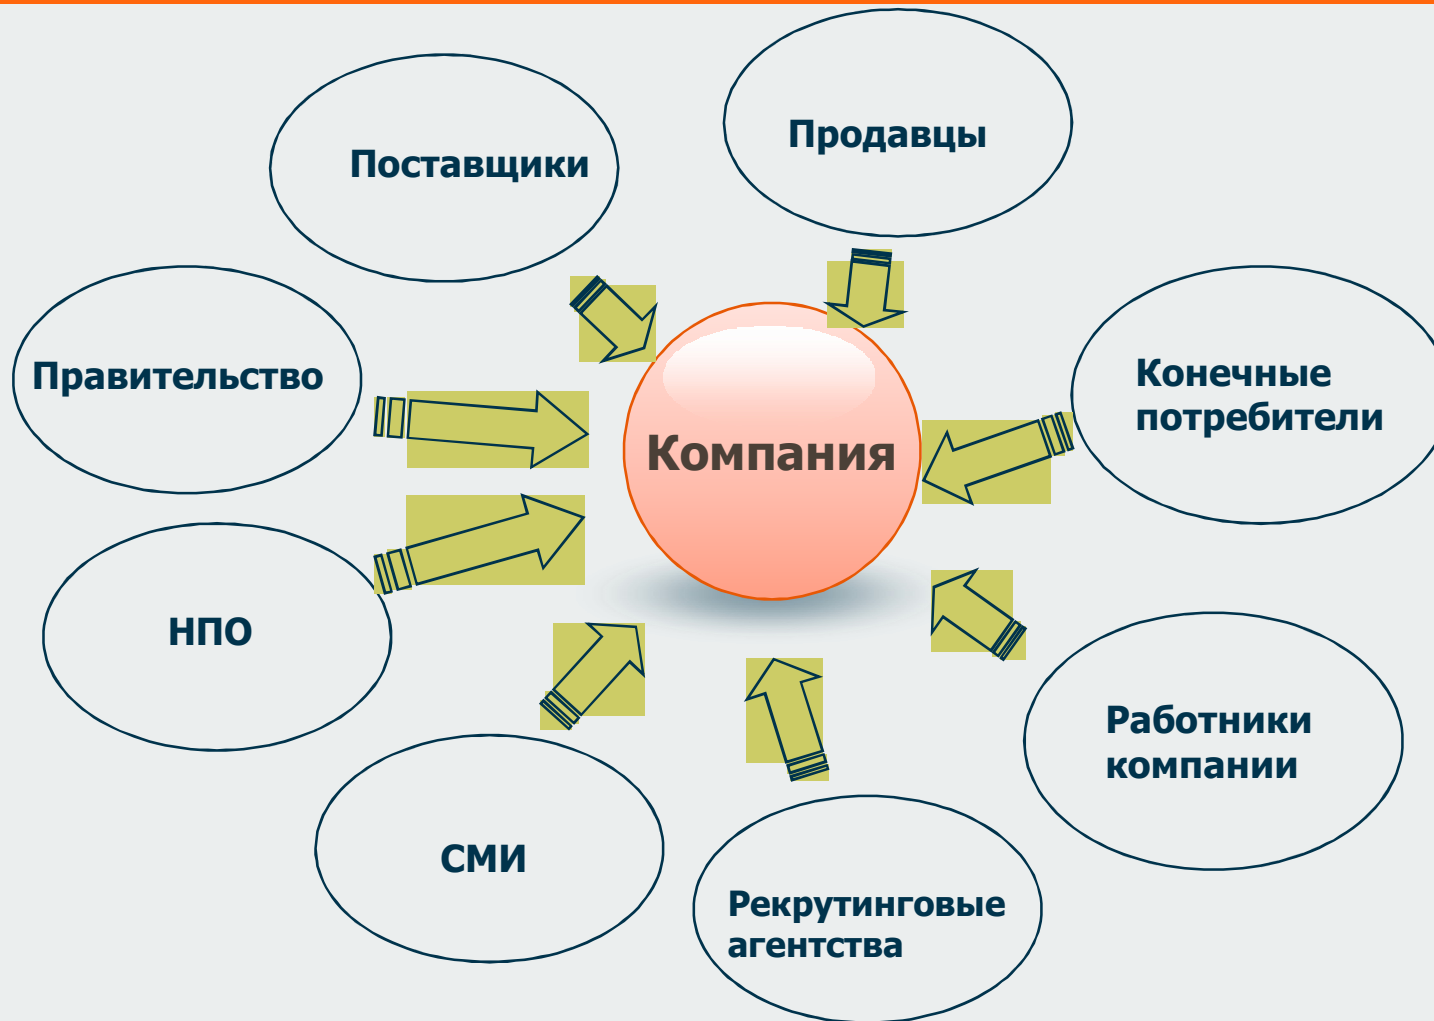 Продавцы
Поставщики
Правительство
Конечные
потребители
Компания
НПО
Работники
компании
СМИ
Рекрутинговые
агентства